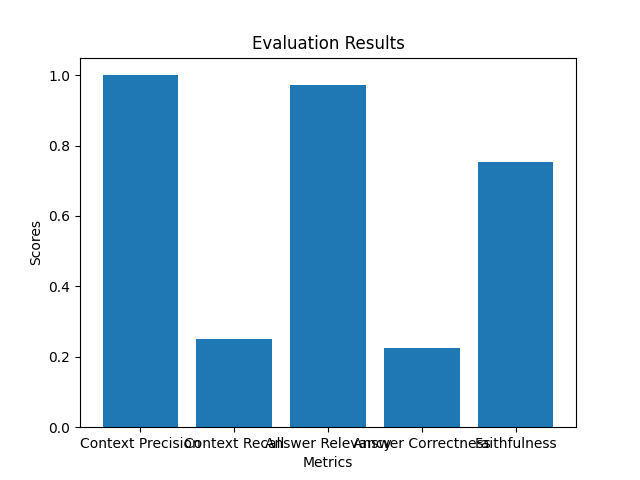 Evaluation Results
1.0
0.8
0.6
0.4
0.2
0.0
Scores
Context Precision Context Recall Answer Relevancy Answer Correctness Faithfulness
Metrics